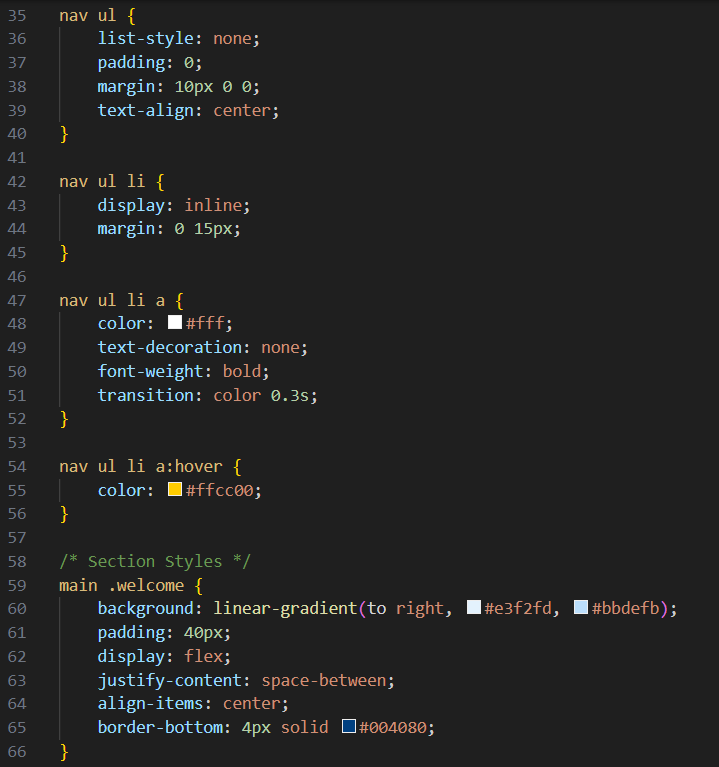 35 nav ul {
36     list-style: none;
37     padding: 0;
38     margin: 10px 0 0;
39     text-align: center;
40 }
41
42 nav ul li {
43     display: inline;
44     margin: 0 15px;
45 }
46
47 nav ul li a {
48     color: #fff;
49     text-decoration: none;
50     font-weight: bold;
51     transition: color 0.3s;
52 }
53
54 nav ul li a:hover {
55     color: #ffcc00;
56 }
57
58 /* Section Styles */
59 main .welcome {
60     background: linear-gradient(to right, #e3f2fd, #bbdefb);
61     padding: 40px;
62     display: flex;
63     justify-content: space-between;
64     align-items: center;
65     border-bottom: 4px solid #004080;
66 }